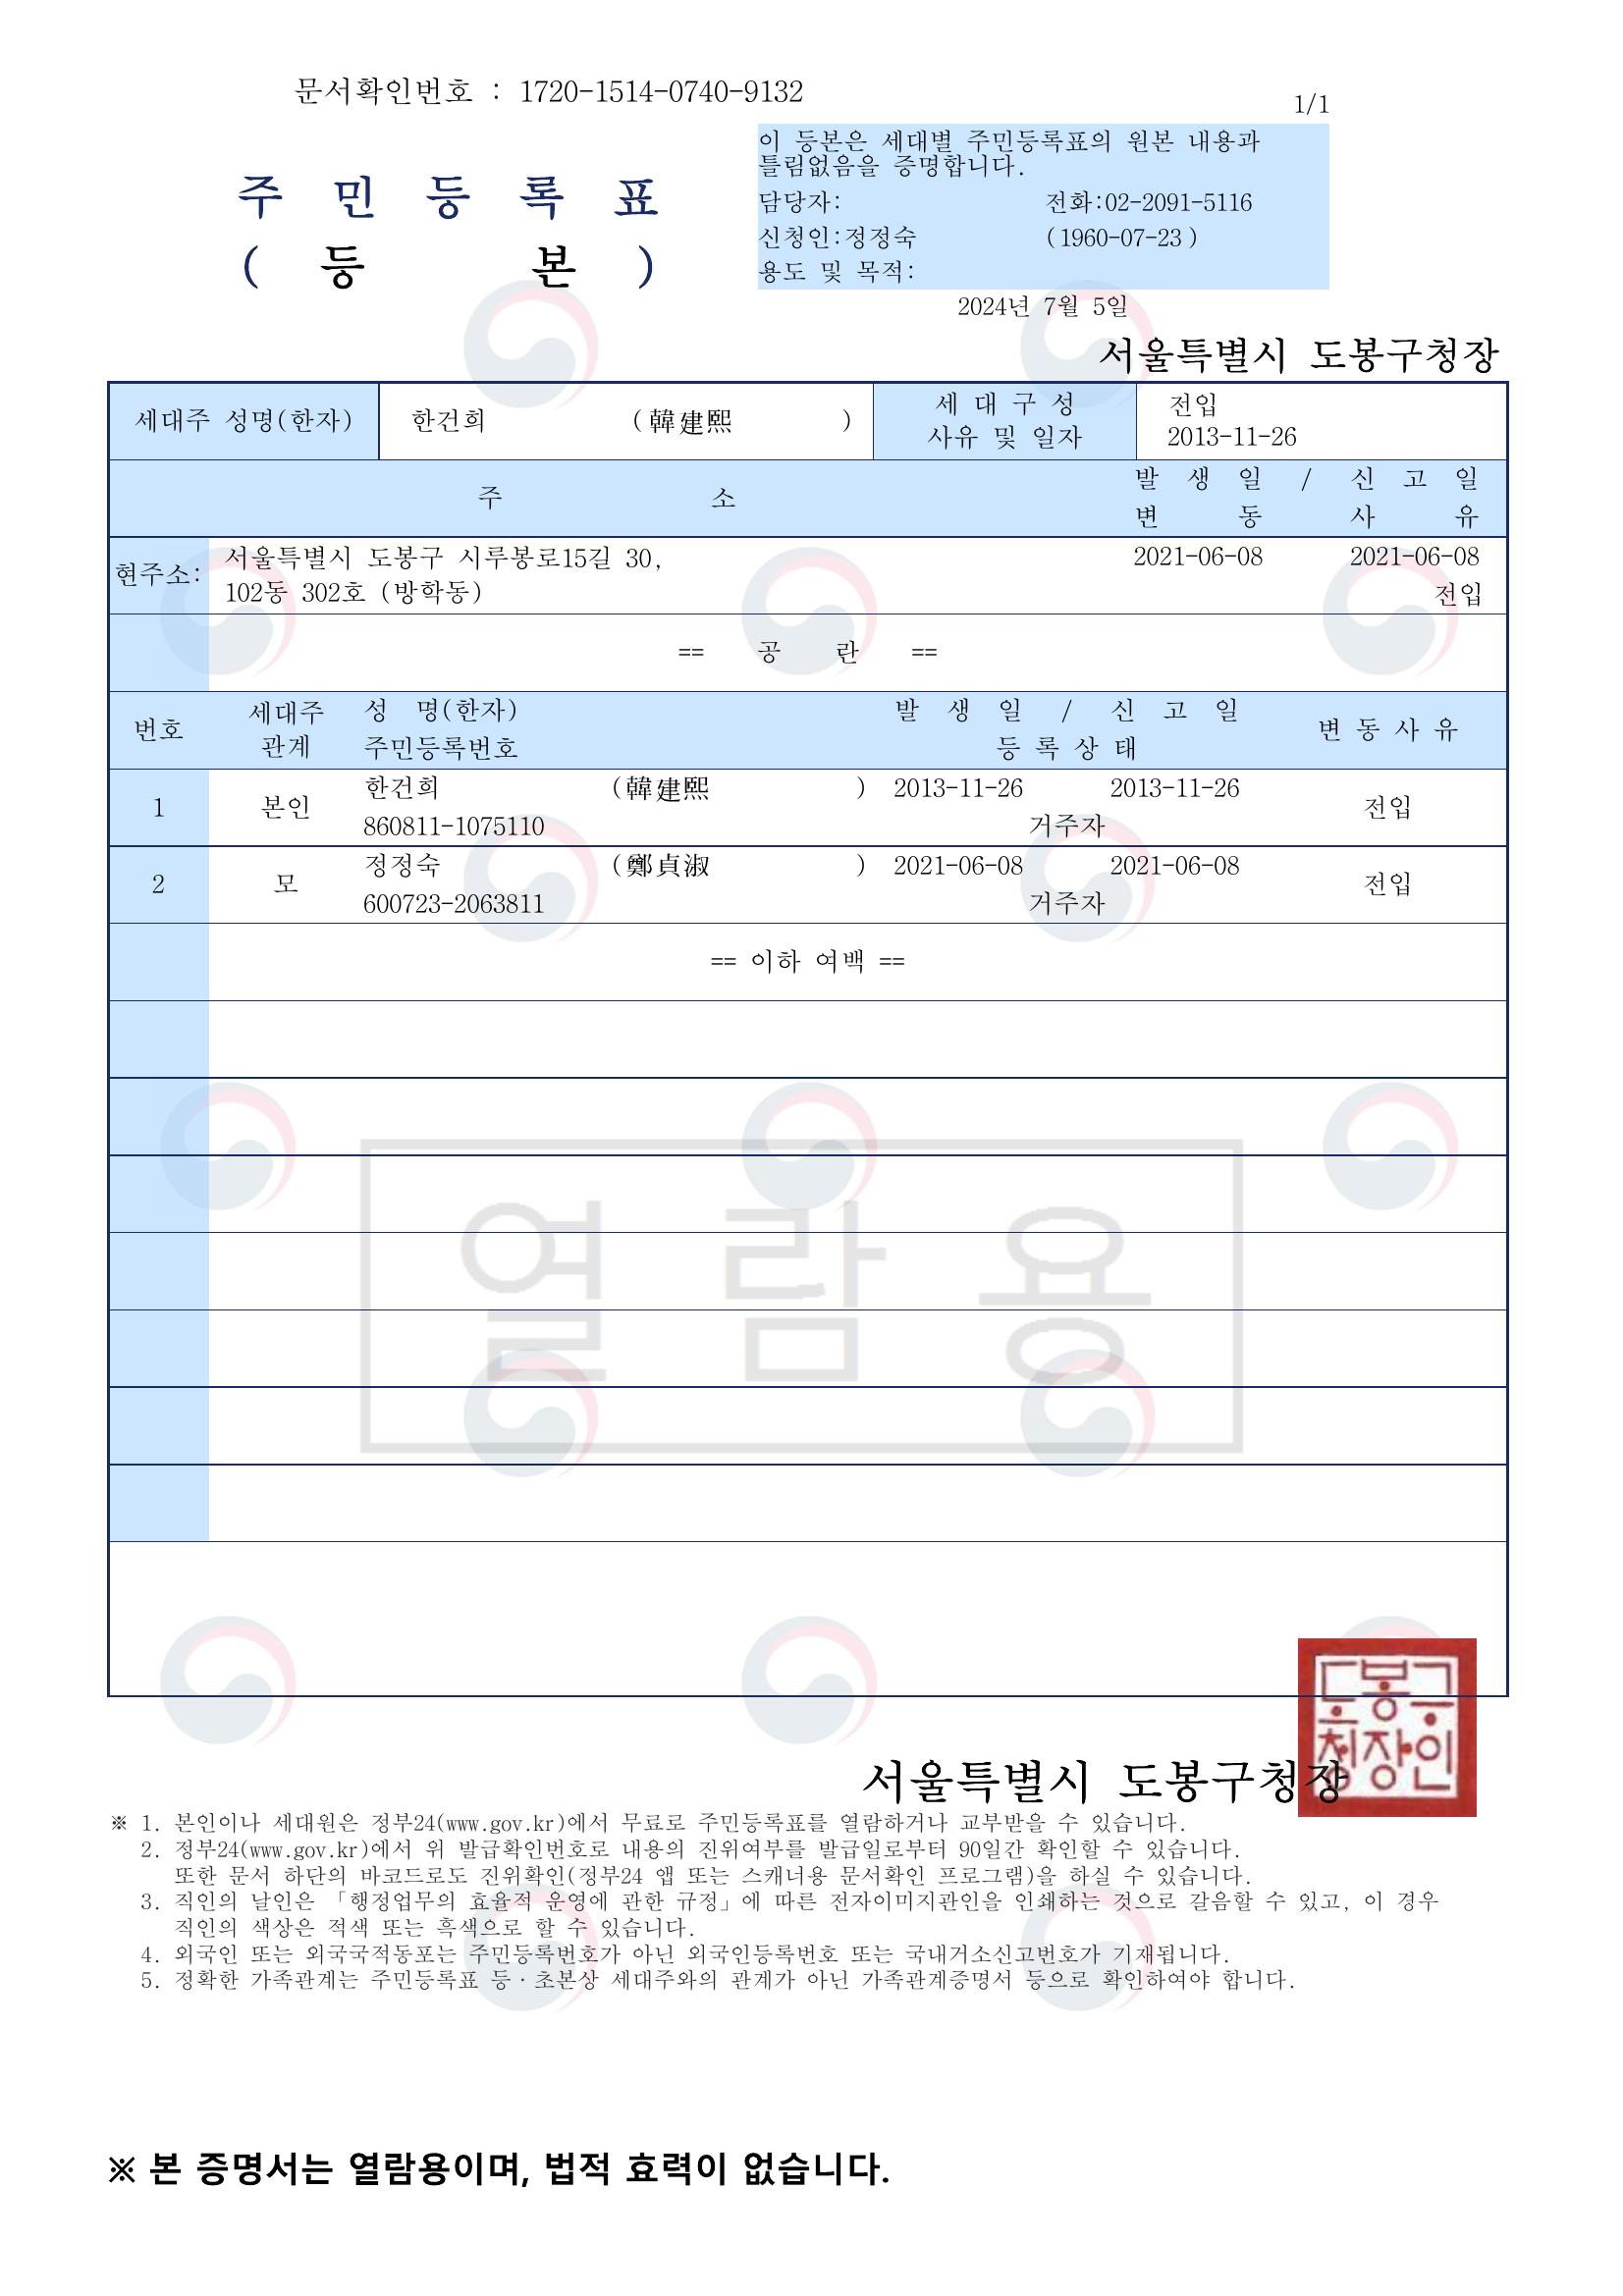 문서확인번호 : 1720-1514-0740-9132
1/1
이 등본은 세대별 주민등록표의 원본 내용과
틀림없음을 증명합니다.
담당자: 전화:02-2091-5116
신청인:정정숙 (1960-07-23)
용도 및 목적:
2024년 7월 5일
주 민 등 록 표
( 등 본 )
서울특별시 도봉구청장
세대주 성명(한자) 한건희 (韓建熙 ) 세 대 구 성 전입
사유 및 일자 2013-11-26
주 소 발 생 일 / 신 고 일
변 동 사 유
현주소: 서울특별시 도봉구 시루봉로15길 30, 2021-06-08 2021-06-08
102동 302호 (방학동) 전입
== 공 란 ==
번호 세대주 성 명(한자) 발 생 일 / 신 고 일 변 동 사 유
관계 주민등록번호 등 록 상 태
1 본인 한건희 (韓建熙 ) 2013-11-26 2013-11-26 전입
860811-1075110 거주자
2 모 정정숙 (鄭貞淑 ) 2021-06-08 2021-06-08 전입
600723-2063811 거주자
== 이하 여백 ==
열 람 용
도봉구
청장인
서울특별시 도봉구청장
※ 1. 본인이나 세대원은 정부24(www.gov.kr)에서 무료로 주민등록표를 열람하거나 교부받을 수 있습니다.
2. 정부24(www.gov.kr)에서 위 발급확인번호로 내용의 진위여부를 발급일로부터 90일간 확인할 수 있습니다.
또한 문서 하단의 바코드로도 진위확인(정부24 앱 또는 스캐너용 문서확인 프로그램)을 하실 수 있습니다.
3. 직인의 날인은 「행정업무의 효율적 운영에 관한 규정」에 따른 전자이미지관인을 인쇄하는 것으로 갈음할 수 있고, 이 경우
직인의 색상은 적색 또는 흑색으로 할 수 있습니다.
4. 외국인 또는 외국국적동포는 주민등록번호가 아닌 외국인등록번호 또는 국내거소신고번호가 기재됩니다.
5. 정확한 가족관계는 주민등록표 등·초본상 세대주와의 관계가 아닌 가족관계증명서 등으로 확인하여야 합니다.
※ 본 증명서는 열람용이며, 법적 효력이 없습니다.